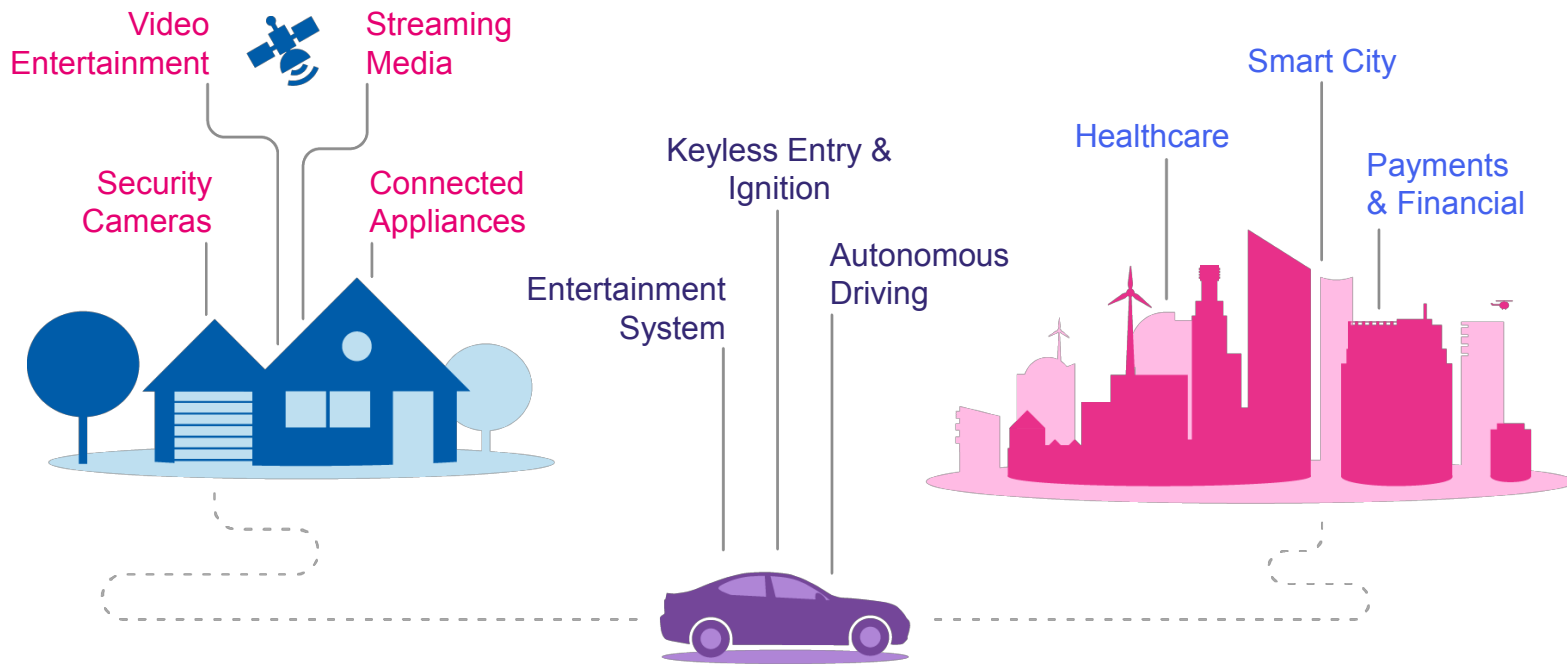 Video
Entertainment
Streaming
Media
Security
Cameras
Connected
Appliances
Keyless Entry &
Ignition
Entertainment
System
Autonomous
Driving
Smart City
Healthcare
Payments
& Financial